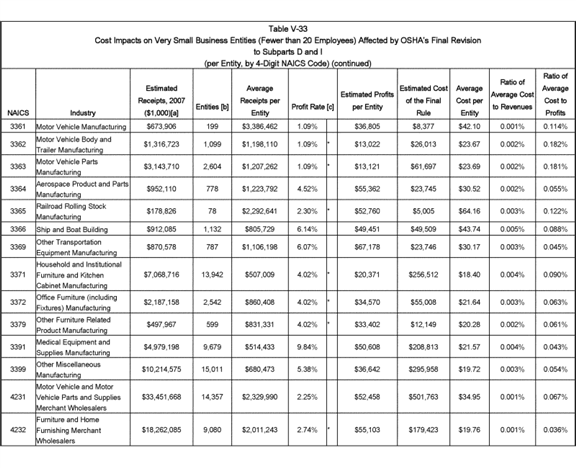 Table V-33
Cost Impacts on Very Small Business Entities (Fewer than 20 Employees) Affected by OSHA's Final Revision
to Subparts D and I
(per Entity, by 4-Digit NAICS Code) (continued)
NAICS Industry Estimated Receipts, 2007 ($1,000)[a] Entities [b] Average Receipts per Entity Profit Rate [c] Estimated Profits per Entity Estimated Cost of the Final Rule Average Cost per Entity Ratio of Average Cost to Revenues Ratio of Average Cost to Profits
3361 Motor Vehicle Manufacturing $673,906 199 $3,386,462 1.09% $36,805 $8,377 $42.10 0.001% 0.114%
3362 Motor Vehicle Body and Trailer Manufacturing $1,316,723 1,099 $1,198,110 1.09% * $13,022 $26,013 $23.67 0.002% 0.182%
3363 Motor Vehicle Parts Manufacturing $3,143,710 2,604 $1,207,262 1.09% * $13,121 $61,697 $23.69 0.002% 0.181%
3364 Aerospace Product and Parts Manufacturing $952,110 778 $1,223,792 4.52% * $55,362 $23,745 $30.52 0.002% 0.055%
3365 Railroad Rolling Stock Manufacturing $178,826 78 $2,292,641 2.30% * $52,760 $5,005 $64.16 0.003% 0.122%
3366 Ship and Boat Building $912,085 1,132 $805,729 6.14% * $49,451 $49,509 $43.74 0.005% 0.088%
3369 Other Transportation Equipment Manufacturing $870,578 787 $1,106,198 6.07% * $67,178 $23,746 $30.17 0.003% 0.045%
3371 Household and Institutional Furniture and Kitchen Cabinet Manufacturing $7,068,716 13,942 $507,009 4.02% * $20,371 $256,512 $18.40 0.004% 0.090%
3372 Office Furniture (including Fixtures) Manufacturing $2,187,158 2,542 $860,408 4.02% * $34,570 $55,008 $21.64 0.003% 0.063%
3379 Other Furniture Related Product Manufacturing $497,967 599 $831,331 4.02% * $33,402 $12,149 $20.28 0.002% 0.061%
3391 Medical Equipment and Supplies Manufacturing $4,979,198 9,679 $514,433 9.84% * $50,608 $208,813 $21.57 0.004% 0.043%
3399 Other Miscellaneous Manufacturing $10,214,575 15,011 $680,473 5.38% * $36,642 $295,958 $19.72 0.003% 0.054%
4231 Motor Vehicle and Motor Vehicle Parts and Supplies Merchant Wholesalers $33,451,668 14,357 $2,329,990 2.25% * $52,458 $501,763 $34.95 0.001% 0.067%
4232 Furniture and Home Furnishing Merchant Wholesalers $18,262,085 9,080 $2,011,243 2.74% * $55,103 $179,423 $19.76 0.001% 0.036%